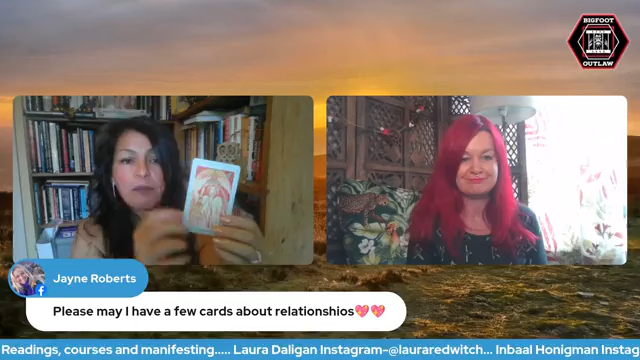 BIGFOOT
OUTLAW
Jayne Roberts
Please may I have a few cards about relationshios💖💖
Readings, courses and manifesting..... Laura Daligan Instagram-@lauraredwitch... Inbaal Honigman Instag